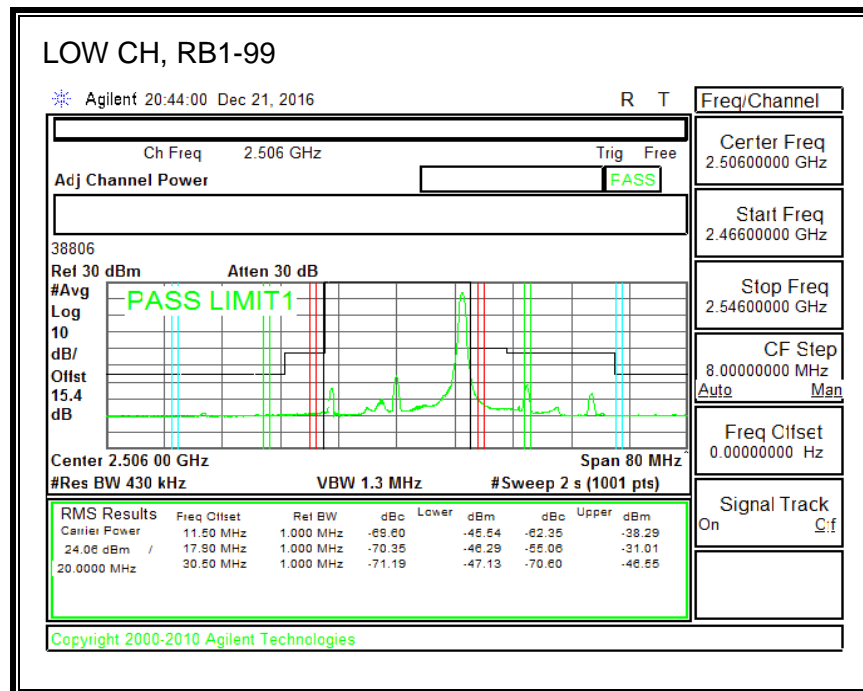 LOW CH, RB1-99
Agilent 20:44:00 Dec 21, 2016 R T
Freq/Channel
Ch Freq 2.506 GHz Trig Free
Adj Channel Power PASS
Center Freq
2.50600000 GHz
Start Freq
2.46600000 GHz
Stop Freq
2.54600000 GHz
CF Step
8.00000000 MHz
Auto Man
Freq Offset
0.00000000 Hz
Signal Track
On Off
38806
Ref 30 dBm Atten 30 dB
#Avg
Log
10
dB/
Offst
15.4
dB
PASS LIMIT1
Center 2.506 00 GHz Span 80 MHz
#Res BW 430 kHz VBW 1.3 MHz #Sweep 2 s (1001 pts)
RMS Results Freq Offset Ref BW dBc Lower dBm dBc Upper dBm
Carrier Power 11.50 MHz 1.000 MHz -69.60 -45.54 -62.35 -38.29
24.06 dBm / 17.90 MHz 1.000 MHz -70.35 -46.29 -55.06 -31.01
20.0000 MHz 30.50 MHz 1.000 MHz -71.19 -47.13 -70.60 -46.55
Copyright 2000-2010 Agilent Technologies